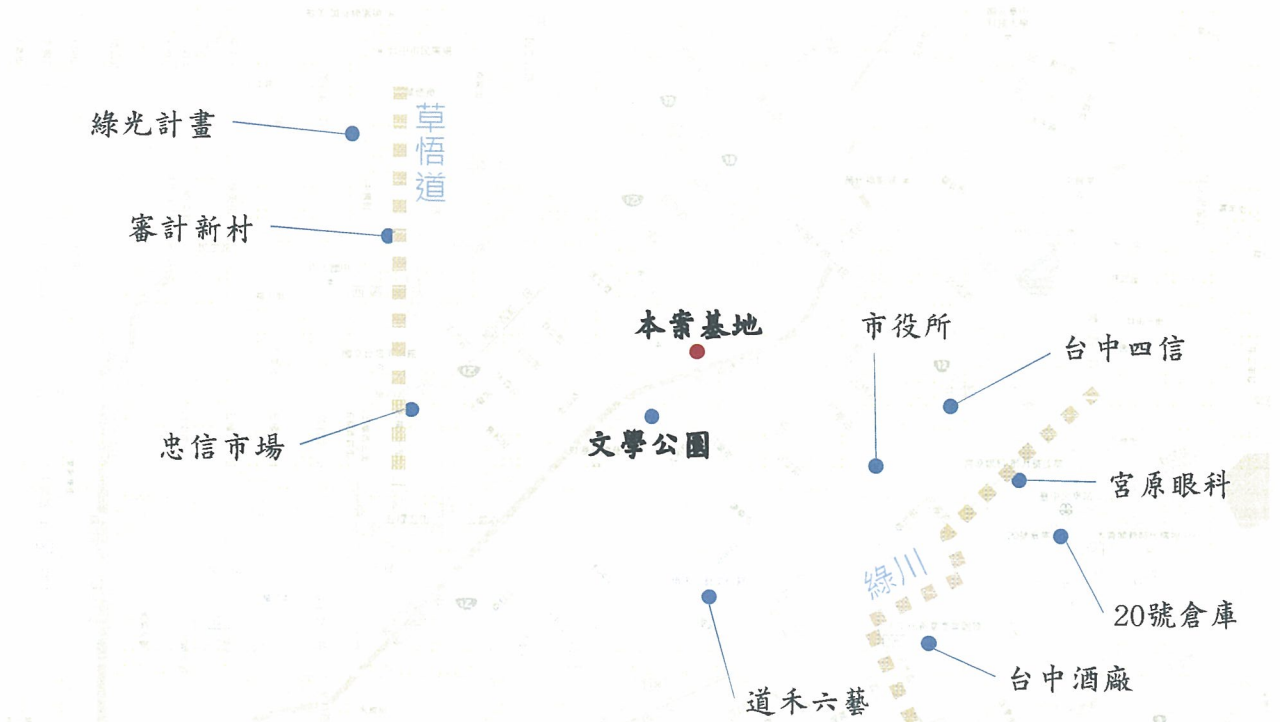 綠光計畫
草悟道
審計新村
本案基地
市役所
台中四信
忠信市場
文學公園
宮原眼科
綠川
20號倉庫
台中酒廠
道禾六藝